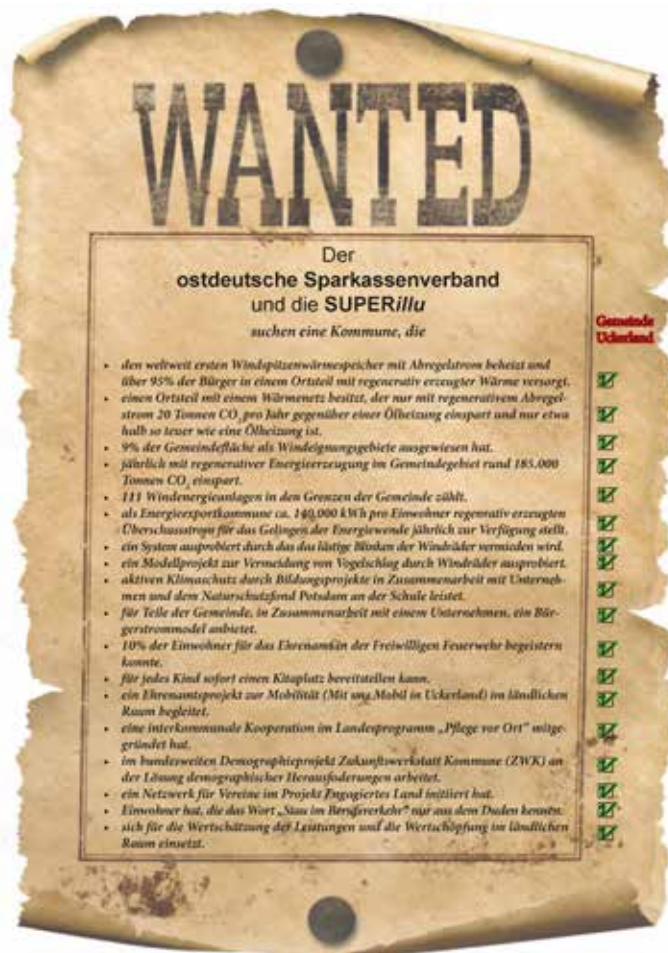 WANTED
Der
ostdeutsche Sparkassenverband
und die SUPERillu
suchen eine Kommune, die
Gemeinde
Uckerland
• den weltweit ersten Windspitzenwärmespeicher mit Abregelstrom beheizt und
über 95% der Bürger in einem Ortsteil mit regenerativ erzeugter Wärme versorgt.
• einen Ortsteil mit einem Wärmenetz besitzt, der nur mit regenerativem Abregel-
strom 20 Tonnen CO₂ pro Jahr gegenüber einer Ölheizung einspart und nur etwa
halb so teuer wie eine Ölheizung ist.
• 9% der Gemeindefläche als Windeignungsgebiete ausgewiesen hat.
• jährlich mit regenerativer Energieerzeugung im Gemeindegebiet rund 185.000
Tonnen CO₂ einspart.
• 111 Windenergieanlagen in den Grenzen der Gemeinde zählt.
• als Energieexportkommune ca. 140.000 kWh pro Einwohner regenrativ erzeugten
Überschussstrom für das Gelingen der Energiewende jährlich zur Verfügung stellt.
• ein System ausprobiert durch das das lästige Blinken der Windräder vermieden wird.
• ein Modellprojekt zur Vermeidung von Vogelschlag durch Windräder ausprobiert.
• aktiven Klimaschutz durch Bildungsprojekte in Zusammenarbeit mit Unterneh-
men und dem Naturschutzfond Potsdam an der Schule leistet.
• für Teile der Gemeinde, in Zusammenarbeit mit einem Unternehmen, ein Bür-
gerstrommodel anbietet.
• 10% der Einwohner für das Ehrenamt in der Freiwilligen Feuerwehr begeistern
konnte.
• für jedes Kind sofort einen Kitaplatz bereitstellen kann.
• ein Ehrenamtsprojekt zur Mobilität (Mit uns Mobil in Uckerland) im ländlichen
Raum begleitet.
• eine interkommunale Kooperation im Landesprogramm „Pflege vor Ort" mitge-
gründet hat.
• im bundesweiten Demographieprojekt Zukunftswerkstatt Kommune (ZWK) an
der Lösung demographischer Herausfoderungen arbeitet.
• ein Netzwerk für Vereine im Projekt Engagiertes Land initiiert hat.
• Einwohner hat, die das Wort „Stau im Berufsverkehr" nur aus dem Duden kennen.
• sich für die Wertschätzung der Leistungen und die Wertschöpfung im ländlichen
Raum einsetzt.